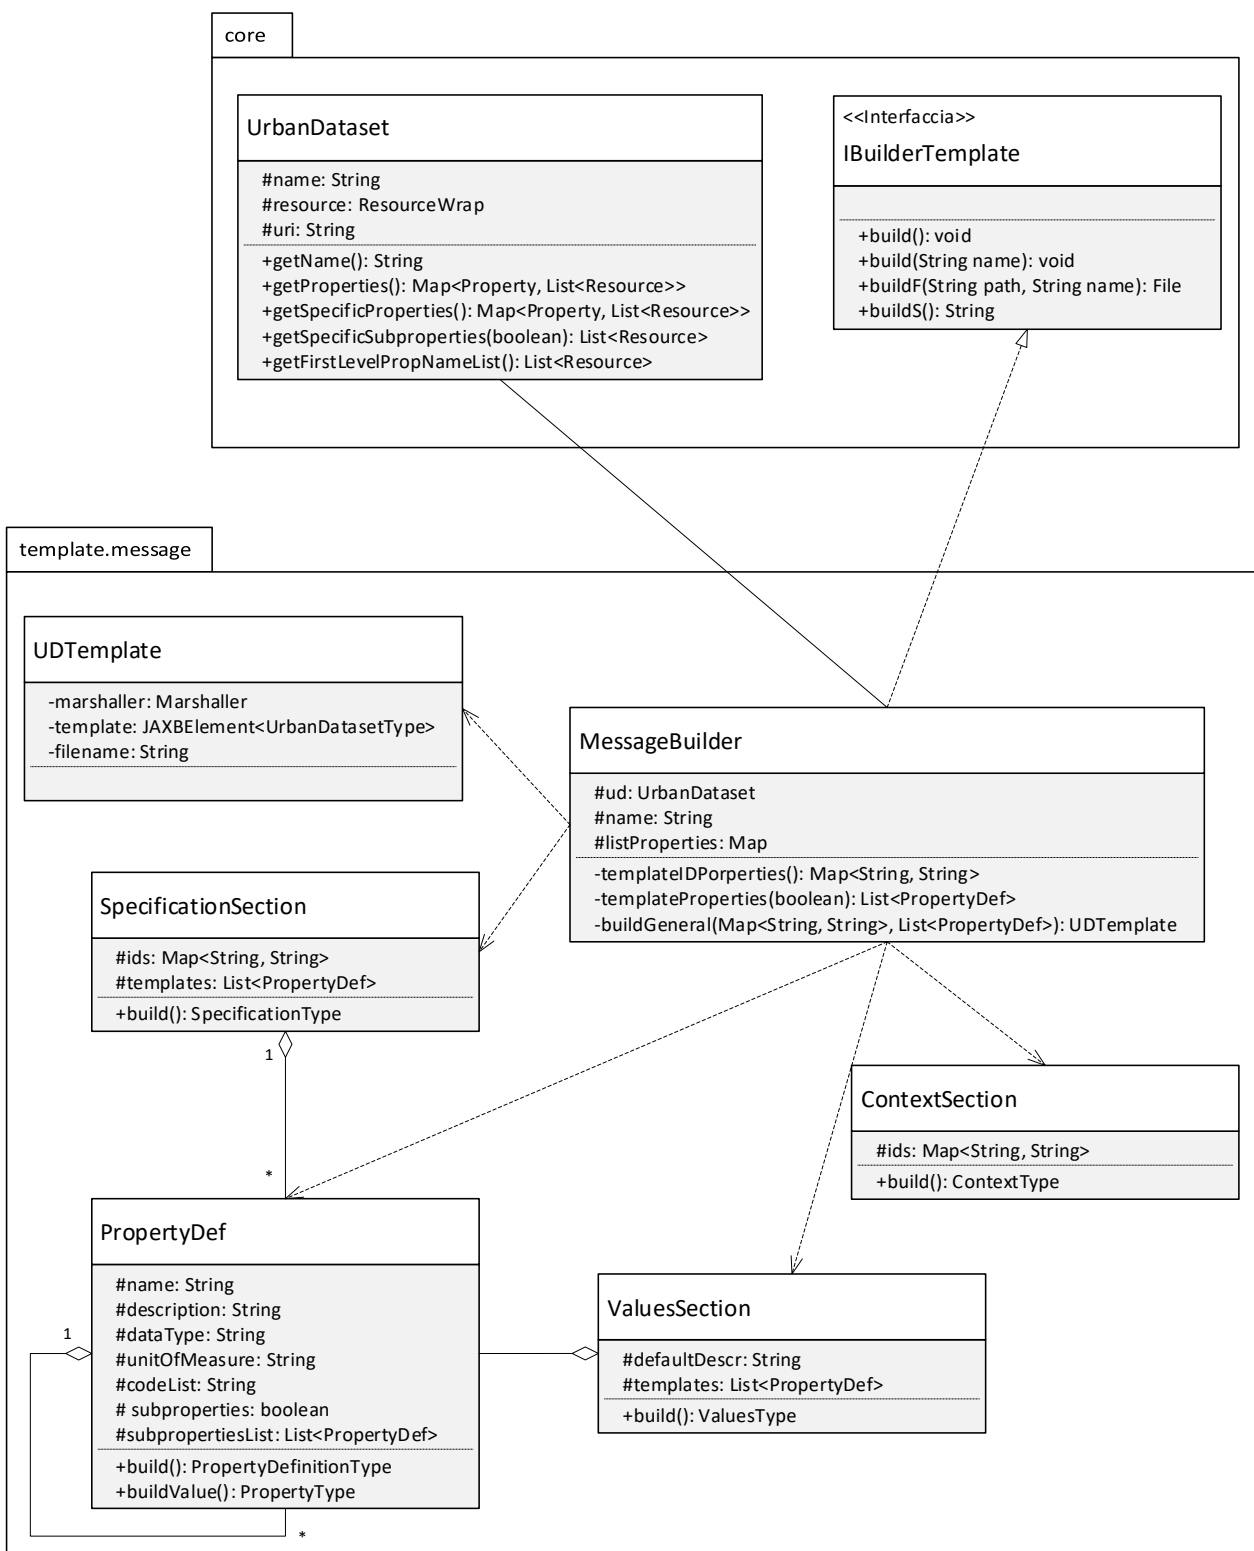 core
UrbanDataset
#name: String
#resource: ResourceWrap
#uri: String
+getName(): String
+getProperties(): Map<Property, List<Resource>>
+getSpecificProperties(): Map<Property, List<Resource>>
+getSpecificSubproperties(boolean): List<Resource>
+getFirstLevelPropNameList(): List<Resource>
<<Interfaccia>>
IBuilderTemplate
+build(): void
+build(String name): void
+buildF(String path, String name): File
+buildS(): String
template.message
UDTemplate
-marshaller: Marshaller
-template: JAXBElement<UrbanDatasetType>
-filename: String
MessageBuilder
#ud: UrbanDataset
#name: String
#listProperties: Map
-templateIDPorperties(): Map<String, String>
-templateProperties(boolean): List<PropertyDef>
-buildGeneral(Map<String, String>, List<PropertyDef>): UDTemplate
SpecificationSection
#ids: Map<String, String>
#templates: List<PropertyDef>
+build(): SpecificationType
1
*
ContextSection
#ids: Map<String, String>
+build(): ContextType
PropertyDef
#name: String
#description: String
#dataType: String
#unitOfMeasure: String
#codeList: String
# subproperties: boolean
#subpropertiesList: List<PropertyDef>
+build(): PropertyDefinitionType
+buildValue(): PropertyType
1
*
ValuesSection
#defaultDescr: String
#templates: List<PropertyDef>
+build(): ValuesType